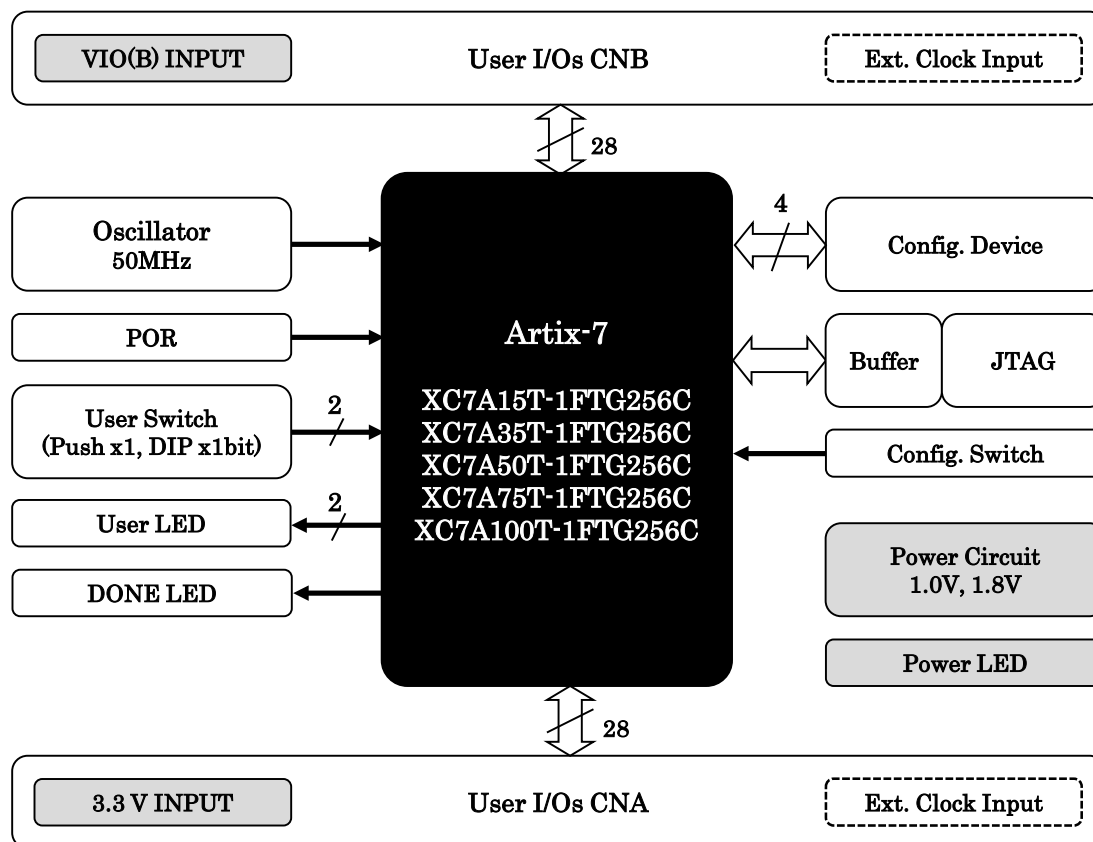 VIO(B) INPUT
User I/Os CNB
Ext. Clock Input
28
Oscillator
50MHz
POR
User Switch
(Push x1, DIP x1bit)
2
User LED
2
DONE LED
Artix-7
XC7A15T-1FTG256C
XC7A35T-1FTG256C
XC7A50T-1FTG256C
XC7A75T-1FTG256C
XC7A100T-1FTG256C
4
Config. Device
Buffer
JTAG
Config. Switch
Power Circuit
1.0V, 1.8V
Power LED
28
3.3 V INPUT
User I/Os CNA
Ext. Clock Input